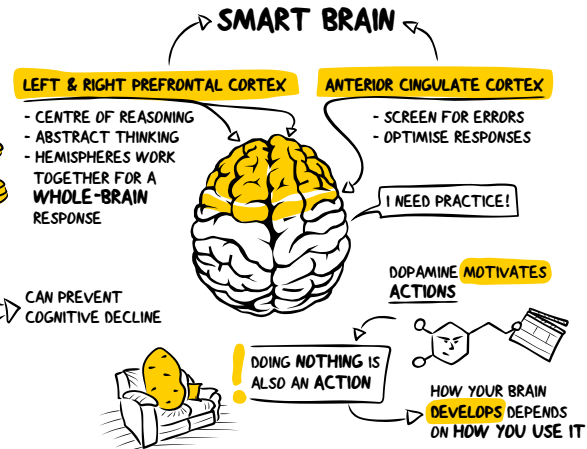 SMART BRAIN
LEFT & RIGHT PREFRONTAL CORTEX
- CENTRE OF REASONING
- ABSTRACT THINKING
- HEMISPHERES WORK
TOGETHER FOR A
WHOLE-BRAIN
RESPONSE
ANTERIOR CINGULATE CORTEX
- SCREEN FOR ERRORS
- OPTIMISE RESPONSES
I NEED PRACTICE!
CAN PREVENT
COGNITIVE DECLINE
DOPAMINE MOTIVATES
ACTIONS
! DOING NOTHING IS
ALSO AN ACTION
HOW YOUR BRAIN
DEVELOPS DEPENDS
ON HOW YOU USE IT